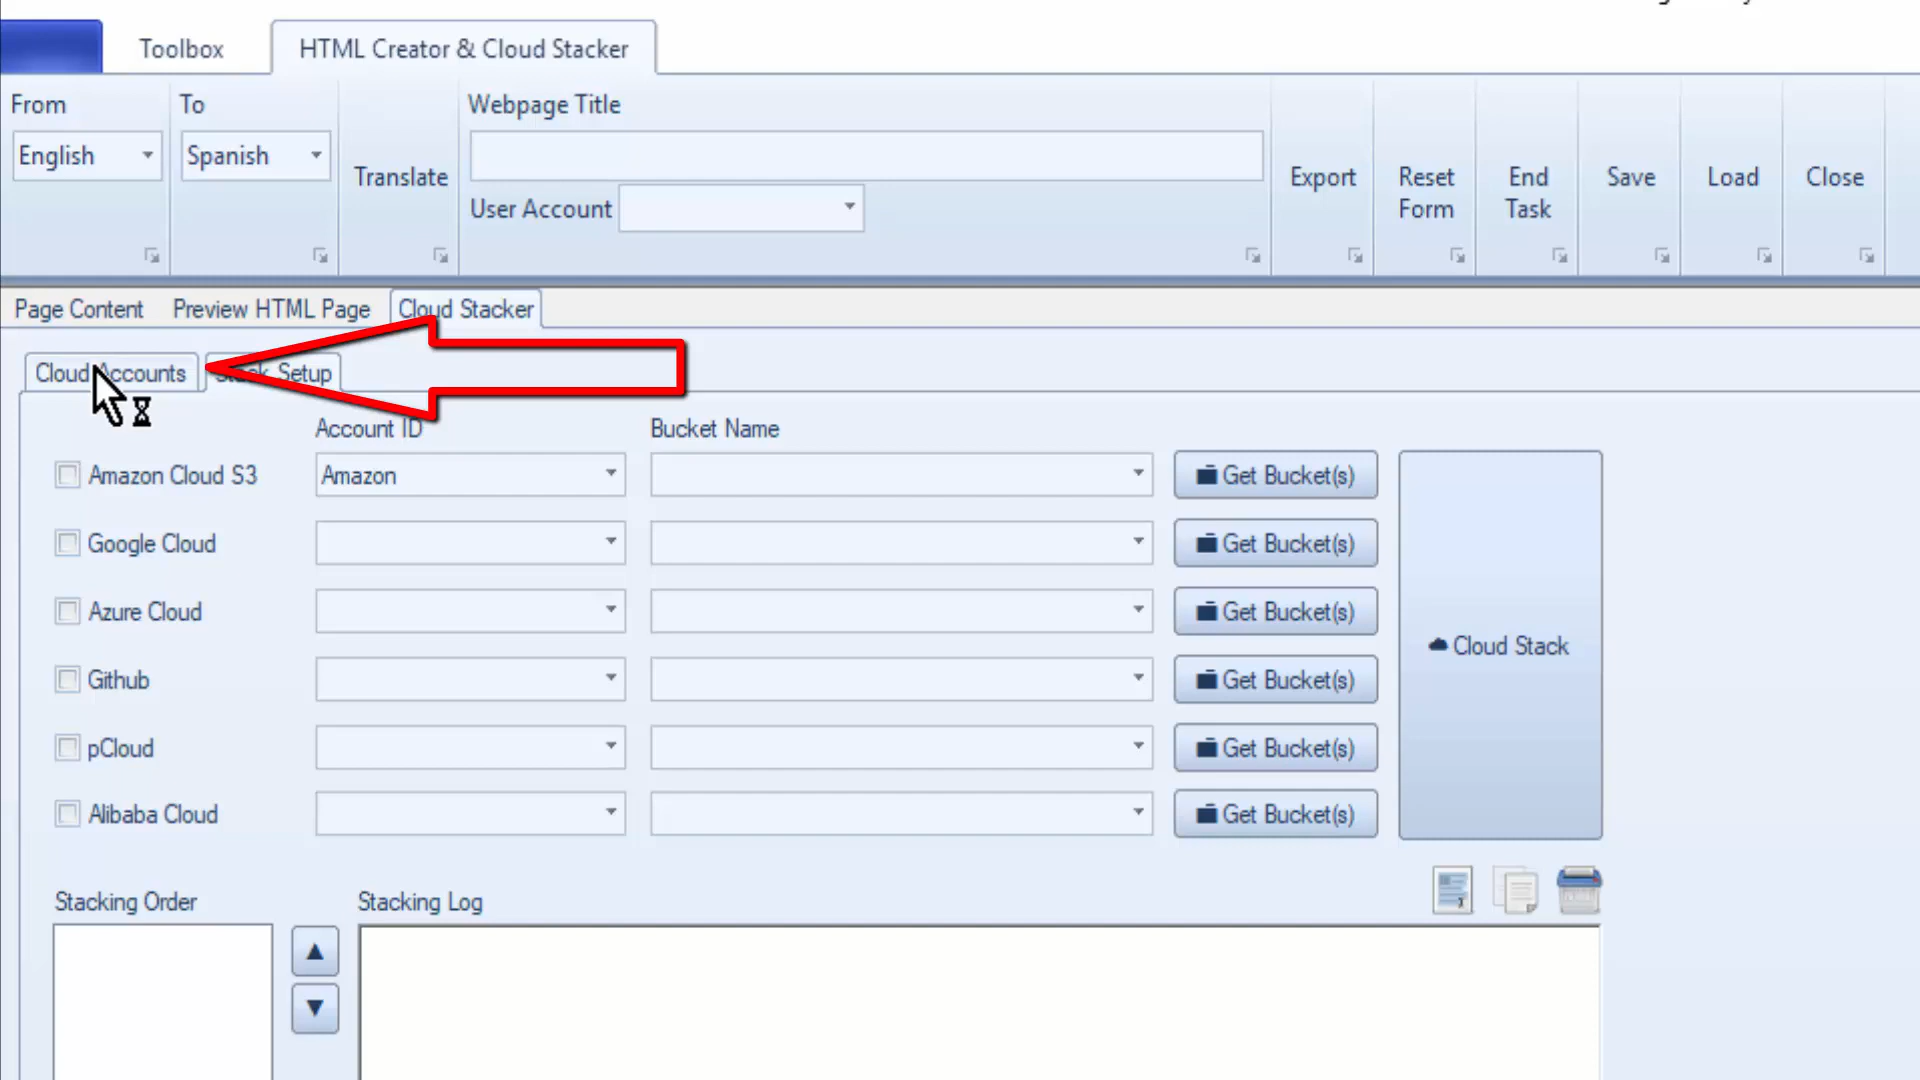 Toolbox HTML Creator & Cloud Stacker
From To Webpage Title
English Spanish
Translate Export Reset Form End Task Save Load Close
User Account
Page Content Preview HTML Page Cloud Stacker
Cloud Accounts Stack Setup
Account ID Bucket Name
Amazon Cloud S3 Amazon Get Bucket(s)
Google Cloud Get Bucket(s)
Azure Cloud Get Bucket(s)
Cloud Stack
Github Get Bucket(s)
pCloud Get Bucket(s)
Alibaba Cloud Get Bucket(s)
Stacking Order Stacking Log